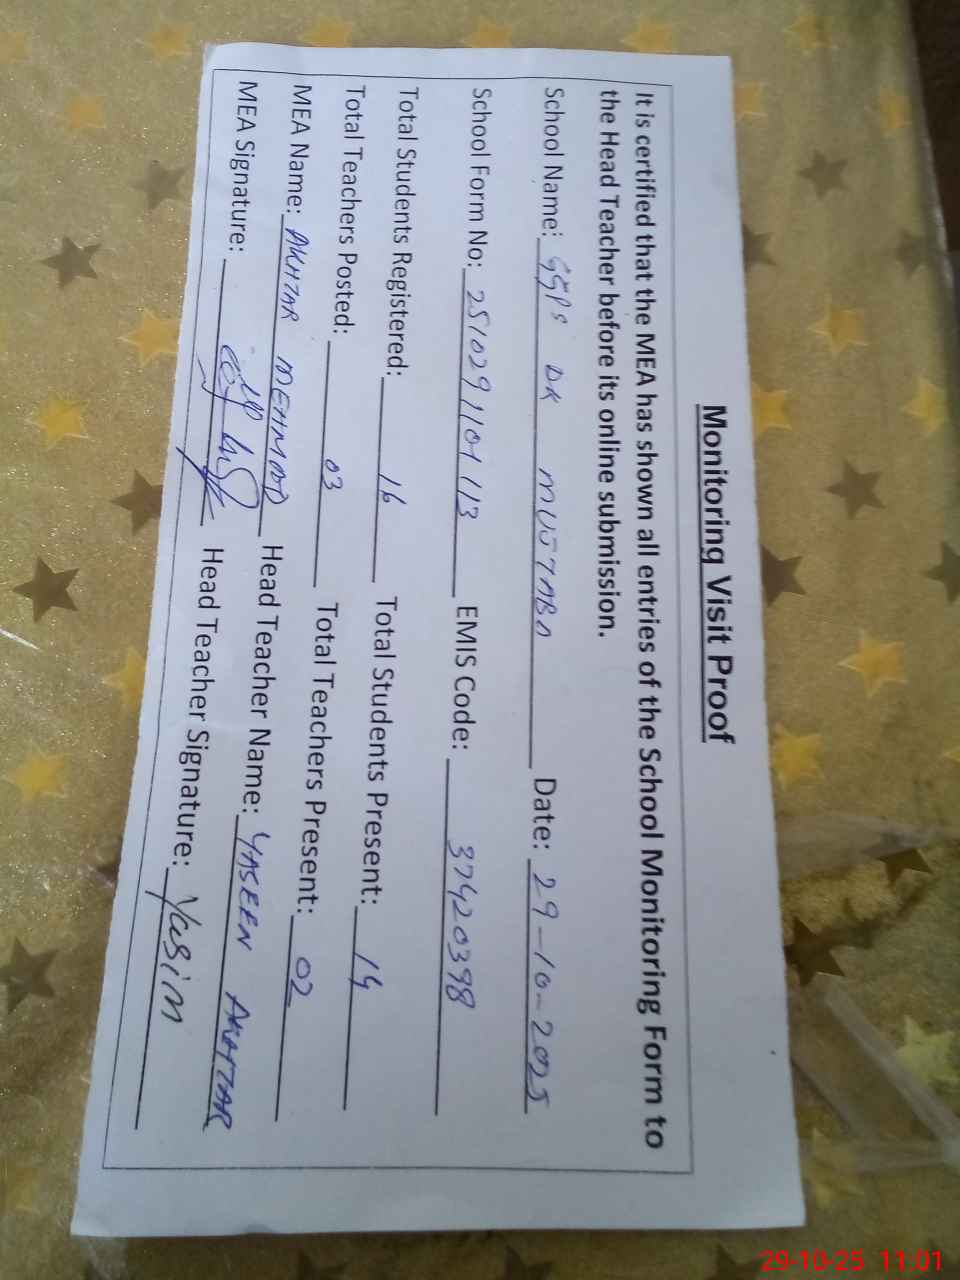 Monitoring Visit Proof
It is certified that the MEA has shown all entries of the School Monitoring Form to
the Head Teacher before its online submission.
School Name: GGPS DK MUJTABA Date: 29-10-2025
School Form No: 251029110113 EMIS Code: 37420398
Total Students Registered: 16 Total Students Present: 14
Total Teachers Posted: 03 Total Teachers Present: 02
MEA Name: AKHTAR MEHMOOD Head Teacher Name: YASEEN AKHTAR
MEA Signature: Head Teacher Signature: Yasim
29-10-25 11:01